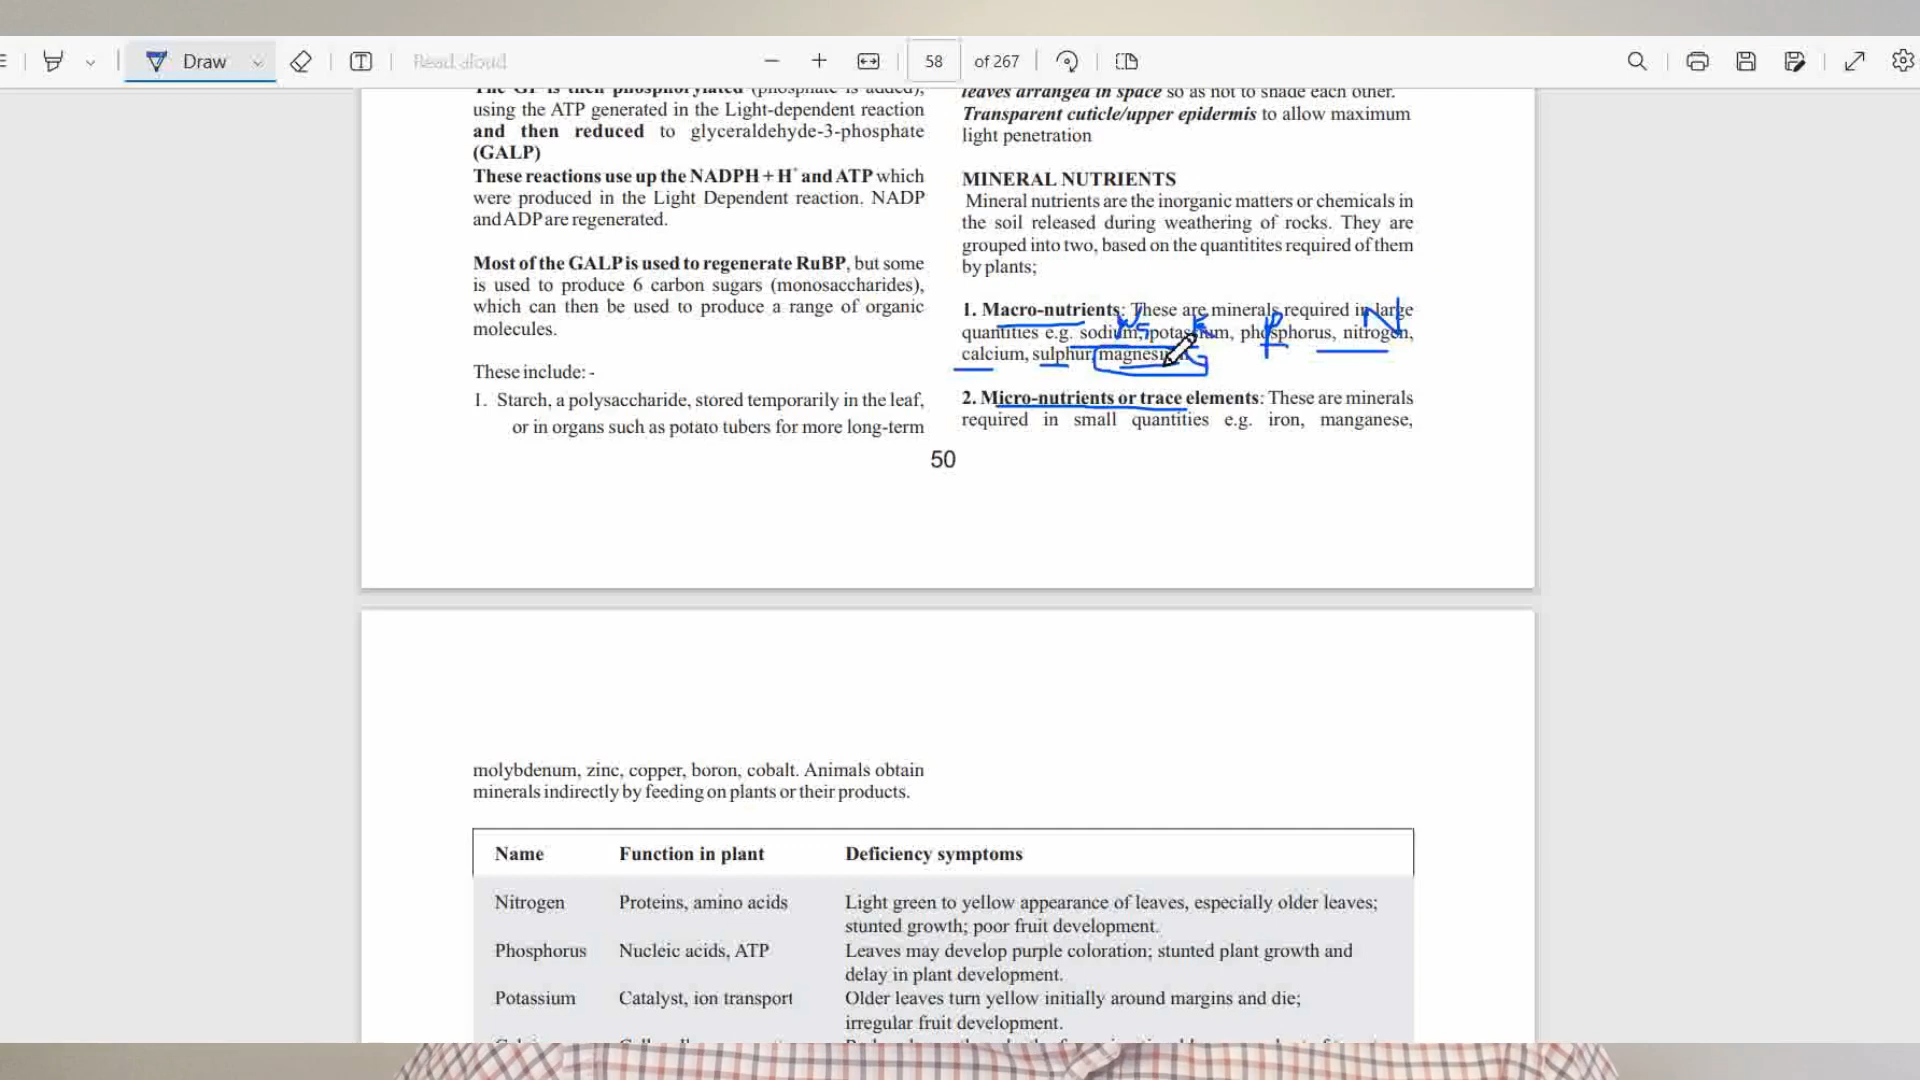 Draw
Read aloud
58 of 267
The GP is then phosphorylated (phosphate is added),
using the ATP generated in the Light-dependent reaction
and then reduced to glyceraldehyde-3-phosphate
(GALP)
These reactions use up the NADPH + H+ and ATP which
were produced in the Light Dependent reaction. NADP
and ADP are regenerated.
Most of the GALP is used to regenerate RuBP, but some
is used to produce 6 carbon sugars (monosaccharides),
which can then be used to produce a range of organic
molecules.
These include: -
1. Starch, a polysaccharide, stored temporarily in the leaf,
or in organs such as potato tubers for more long-term
leaves arranged in space so as not to shade each other.
Transparent cuticle/upper epidermis to allow maximum
light penetration
MINERAL NUTRIENTS
Mineral nutrients are the inorganic matters or chemicals in
the soil released during weathering of rocks. They are
grouped into two, based on the quantitites required of them
by plants;
1. Macro-nutrients: These are minerals required in large
K P N
quantities e.g. sodium, potassium, phosphorus, nitrogen,
calcium, sulphur,
2. Micro-nutrients or trace elements: These are minerals
required in small quantities e.g. iron, manganese,
50
molybdenum, zinc, copper, boron, cobalt. Animals obtain
minerals indirectly by feeding on plants or their products.
Name Function in plant Deficiency symptoms
Nitrogen Proteins, amino acids Light green to yellow appearance of leaves, especially older leaves;
stunted growth; poor fruit development.
Phosphorus Nucleic acids, ATP Leaves may develop purple coloration; stunted plant growth and
delay in plant development.
Potassium Catalyst, ion transport Older leaves turn yellow initially around margins and die;
irregular fruit development.